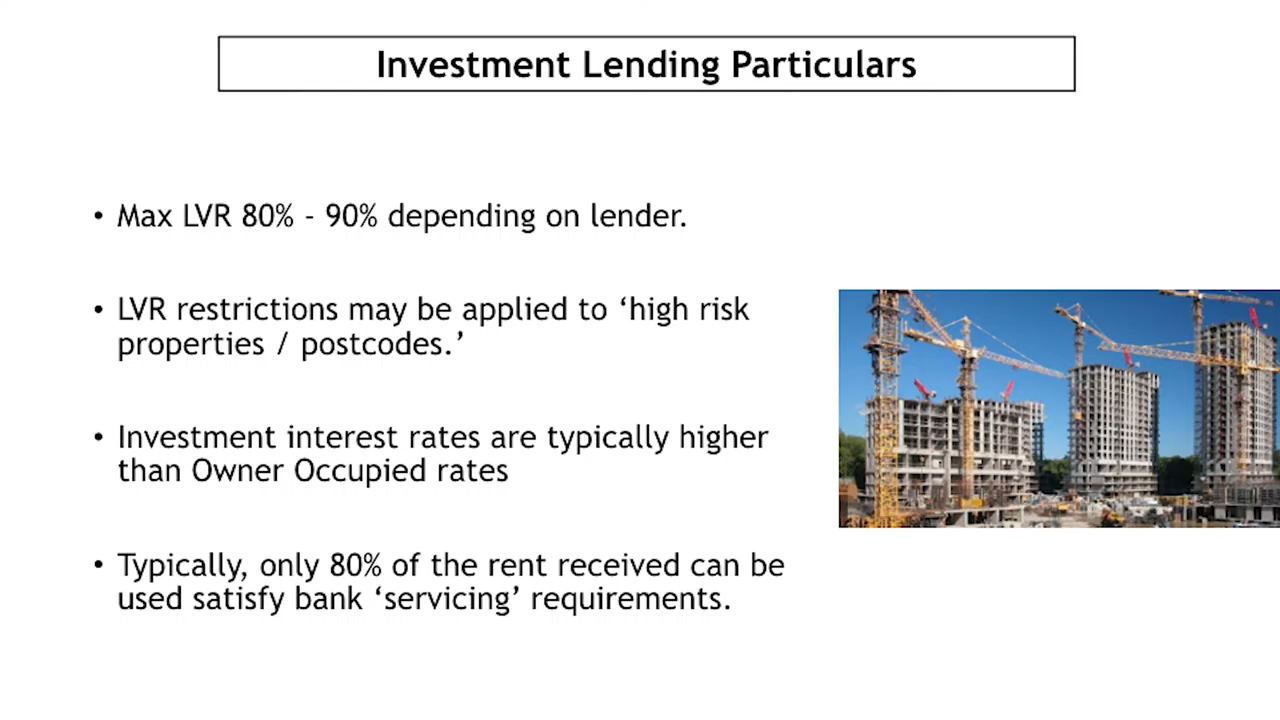 Investment Lending Particulars
• Max LVR 80% - 90% depending on lender.
• LVR restrictions may be applied to ‘high risk
properties / postcodes.’
• Investment interest rates are typically higher
than Owner Occupied rates
• Typically, only 80% of the rent received can be
used satisfy bank ‘servicing’ requirements.